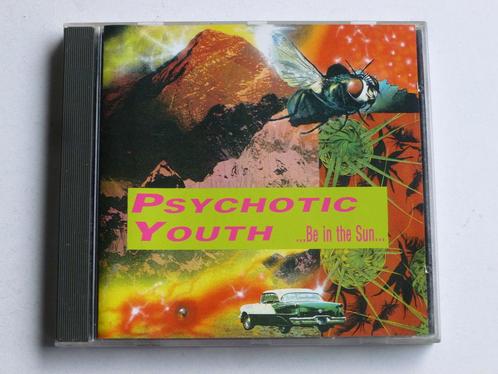 PSYCHOTIC
YOUTH ...Be in the Sun...